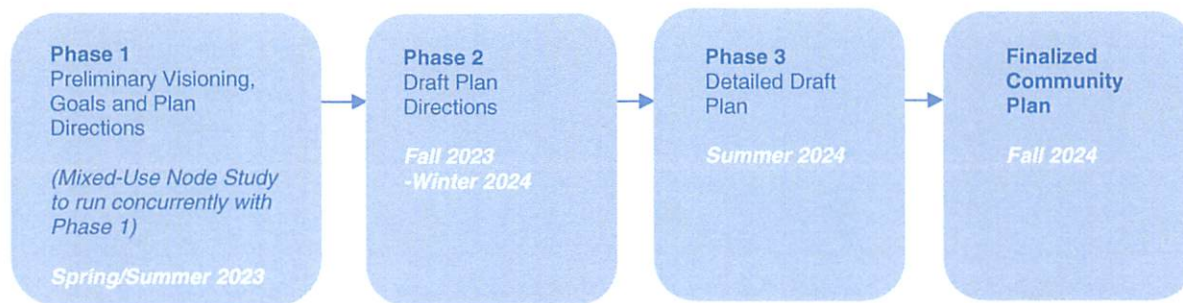 Phase 1
Preliminary Visioning,
Goals and Plan
Directions
(Mixed-Use Node Study
to run concurrently with
Phase 1)
Spring/Summer 2023
Phase 2
Draft Plan
Directions
Fall 2023
-Winter 2024
Phase 3
Detailed Draft
Plan
Summer 2024
Finalized
Community
Plan
Fall 2024